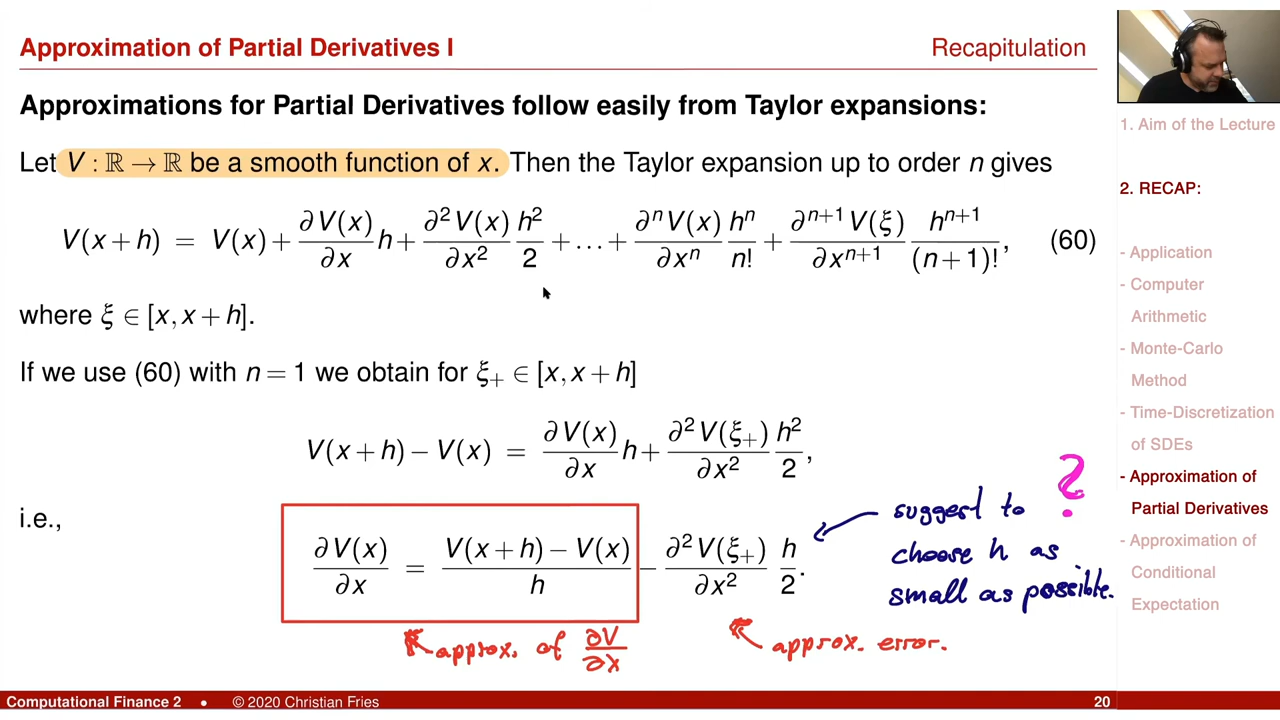 Approximation of Partial Derivatives I
Recapitulation
Approximations for Partial Derivatives follow easily from Taylor expansions:
Let V : ℝ → ℝ be a smooth function of x. Then the Taylor expansion up to order n gives
V(x + h) = V(x) + ∂V(x)/∂x h + ∂²V(x)/∂x² h²/2 + … + ∂ⁿV(x)/∂xⁿ hⁿ/n! + ∂ⁿ⁺¹V(ξ)/∂xⁿ⁺¹ hⁿ⁺¹/(n+1)!, (60)
where ξ ∈ [x, x + h].
If we use (60) with n = 1 we obtain for ξ₊ ∈ [x, x + h]
V(x + h) − V(x) = ∂V(x)/∂x h + ∂²V(ξ₊)/∂x² h²/2,
i.e.,
∂V(x)/∂x = V(x + h) − V(x)/h − ∂²V(ξ₊)/∂x² h/2.
suggest to ?
choose h as
small as possible.
approx. of ∂V/∂x
approx. error.
1. Aim of the Lecture
2. RECAP:
- Application
- Computer
Arithmetic
- Monte-Carlo
Method
- Time-Discretization
of SDEs
- Approximation of
Partial Derivatives
- Approximation of
Conditional
Expectation
Computational Finance 2 • © 2020 Christian Fries
20